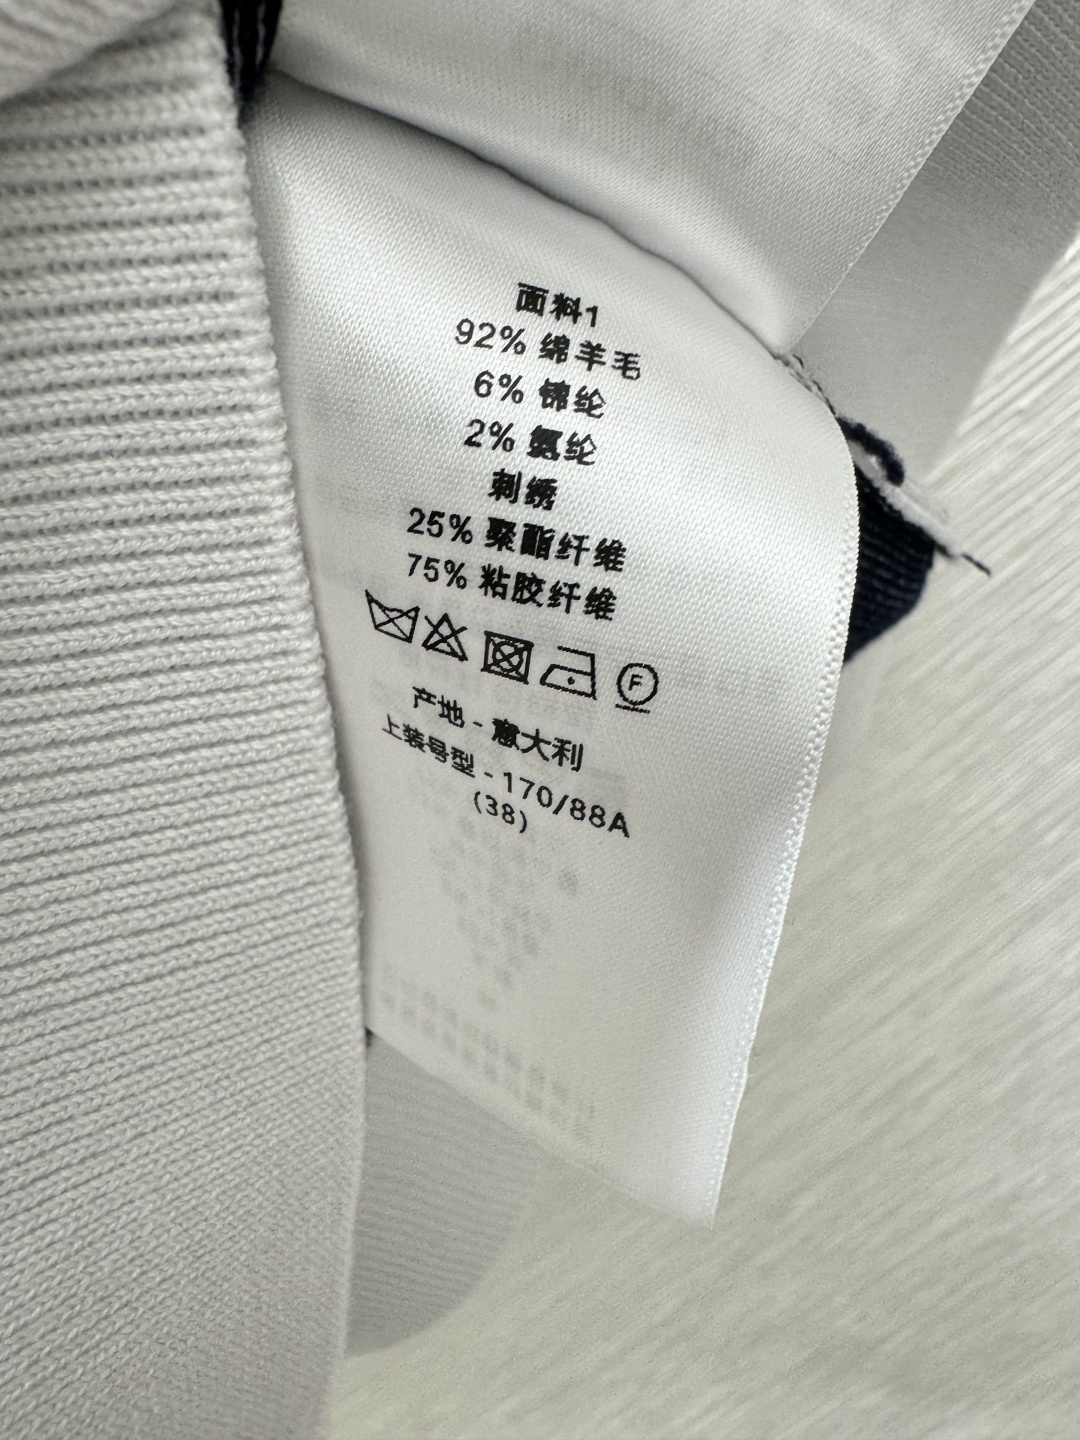 面料1
92% 绵羊毛
6% 锦纶
2% 氨纶
刺绣
25% 聚酯纤维
75% 粘胶纤维
F
产地 - 意大利
上装号型 - 170/88A
(38)